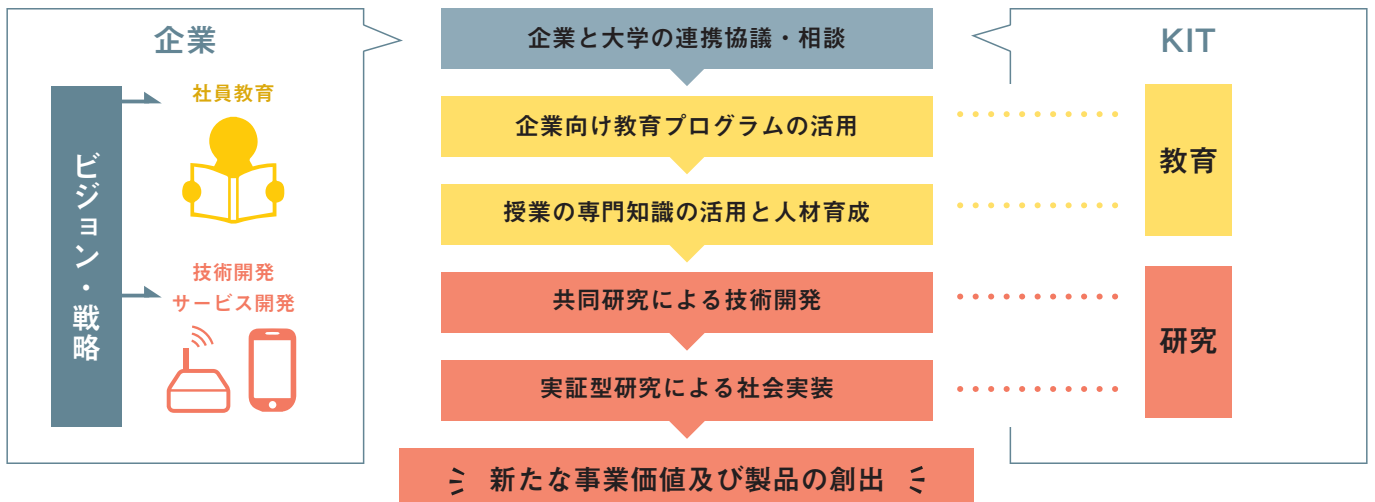 企業
ビジョン・戦略
社員教育
技術開発
サービス開発
企業と大学の連携協議・相談
企業向け教育プログラムの活用
授業の専門知識の活用と人材育成
共同研究による技術開発
実証型研究による社会実装
新たな事業価値及び製品の創出
KIT
教育
研究